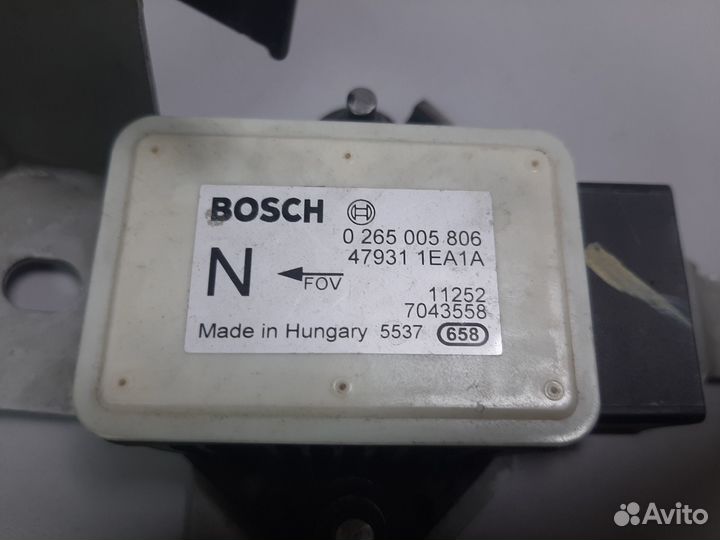 BOSCH
0 265 005 806
47931 1EA1A
N
FOV
11252
7043558
Made in Hungary 5537 658
Avito